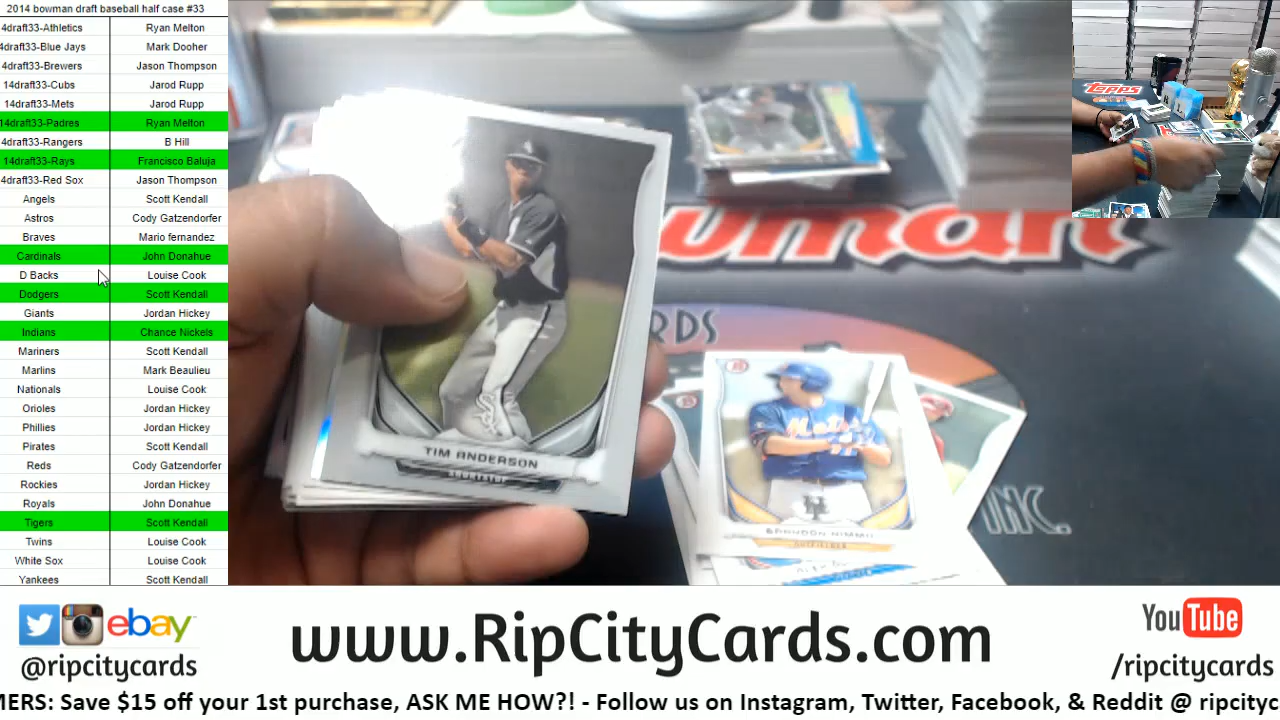 2014 bowman draft baseball half case #33
4draft33-Athletics Ryan Melton
4draft33-Blue Jays Mark Dooher
4draft33-Brewers Jason Thompson
14draft33-Cubs Jarod Rupp
14draft33-Mets Jarod Rupp
14draft33-Padres Ryan Melton
4draft33-Rangers B Hill
14draft33-Rays Francisco Baluja
4draft33-Red Sox Jason Thompson
Angels Scott Kendall
Astros Cody Gatzendorfer
Braves Mario fernandez
Cardinals John Donahue
D Backs Louise Cook
Dodgers Scott Kendall
Giants Jordan Hickey
Indians Chance Nickels
Mariners Scott Kendall
Marlins Mark Beaulieu
Nationals Louise Cook
Orioles Jordan Hickey
Phillies Jordan Hickey
Pirates Scott Kendall
Reds Cody Gatzendorfer
Rockies Jordan Hickey
Royals John Donahue
Tigers Scott Kendall
Twins Louise Cook
White Sox Louise Cook
Yankees Scott Kendall
topps
wman
RDS
INC.
TIM ANDERSON
Mets
BRANDON NIMMO
OUTFIELDER
ebay
@ripcitycards
www.RipCityCards.com
YouTube
/ripcitycards
MERS: Save $15 off your 1st purchase, ASK ME HOW?! - Follow us on Instagram, Twitter, Facebook, & Reddit @ ripcityc